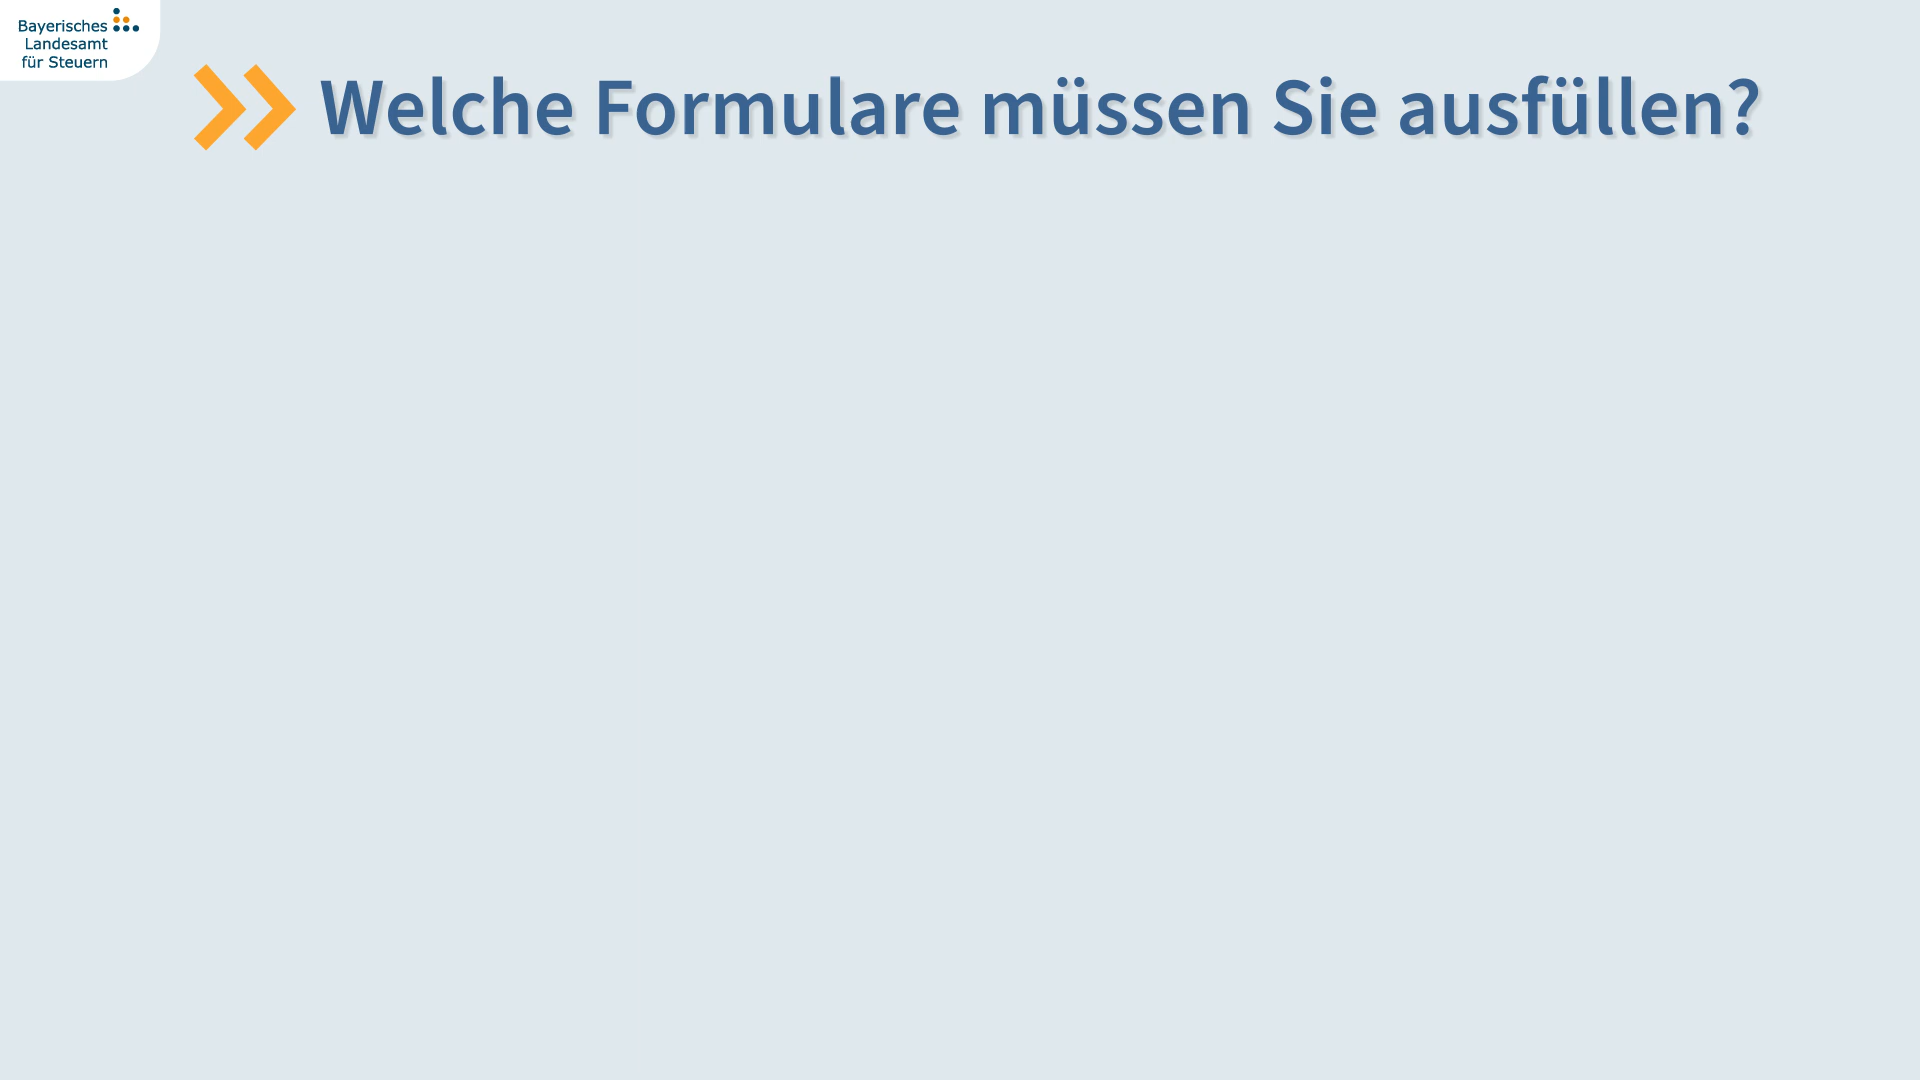 Bayerisches
Landesamt
für Steuern
Welche Formulare müssen Sie ausfüllen?